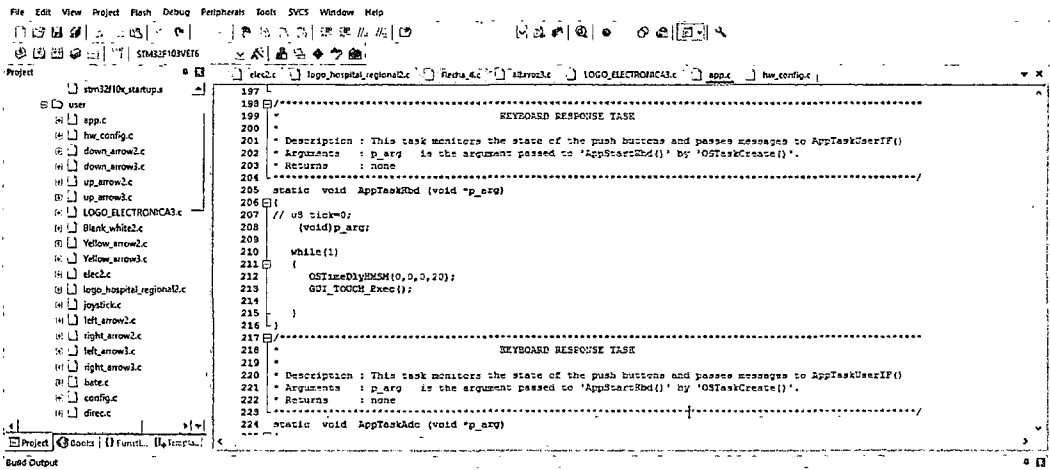 File Edit View Project Flash Debug Peripherals Tools SVCS Window Help
STM32F103VET6
Project
elec2.c logo_hospital_regional2.c flecha_4.c LOGO_ELECTRONICA3.c app.c hw_config.c
stm32f10x_startup.s
user
app.c
hw_config.c
down_arrow2.c
down_arrow3.c
up_arrow2.c
up_arrow3.c
LOGO_ELECTRONICA3.c
Blank_white2.c
Yellow_arrow2.c
Yellow_arrow3.c
elec2.c
logo_hospital_regional2.c
joystick.c
left_arrow2.c
right_arrow2.c
left_arrow3.c
right_arrow3.c
bate.c
config.c
direc.c
197
198 /*****************************************************************************************
199 * KEYBOARD RESPONSE TASK
200 *
201 * Description : This task monitors the state of the push buttons and passes messages to AppTaskUserIF()
202 * Arguments : p_arg is the argument passed to 'AppStartKbd()' by 'OSTaskCreate()'.
203 * Returns : none
204 *****************************************************************************************/
205 static void AppTaskKbd (void *p_arg)
206 {
207 // u8 tick=0;
208 (void)p_arg;
209
210 while(1)
211 {
212 OSTimeDlyHMSM(0,0,0,20);
213 GUI_TOUCH_Exec();
214
215 }
216 }
217 /*****************************************************************************************
218 * KEYBOARD RESPONSE TASK
219 *
220 * Description : This task monitors the state of the push buttons and passes messages to AppTaskUserIF()
221 * Arguments : p_arg is the argument passed to 'AppStartKbd()' by 'OSTaskCreate()'.
222 * Returns : none
223 *****************************************************************************************/
224 static void AppTaskAdc (void *p_arg)
Project Books {} Functi... Templa...
Build Output